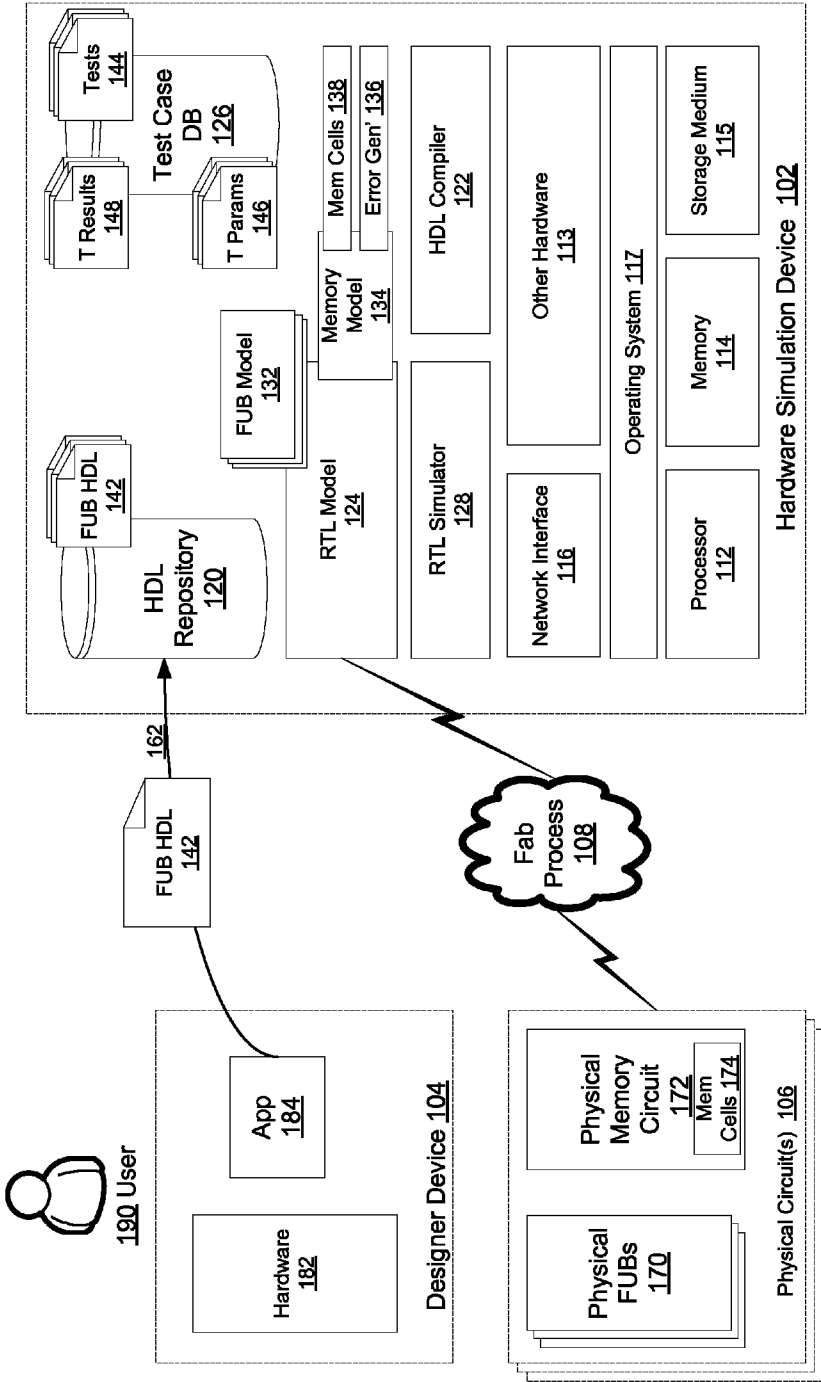 190 User
Hardware
182
App
184
Designer Device 104
FUB HDL
142
162
Physical
FUBs
170
Physical
Memory
Circuit
172
Mem
Cells 174
Physical Circuit(s) 106
Fab
Process
108
HDL
Repository
120
FUB HDL
142
T Results
148
Tests
144
Test Case
DB
126
T Params
146
RTL Model
124
FUB Model
132
Memory
Model
134
Mem Cells 138
Error Gen' 136
RTL Simulator
128
HDL Compiler
122
Network Interface
116
Other Hardware
113
Operating System 117
Processor
112
Memory
114
Storage Medium
115
Hardware Simulation Device 102